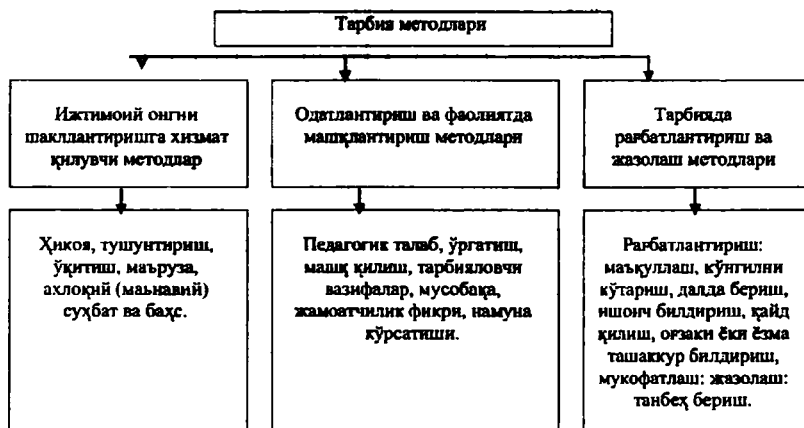 Тарбия методлари
Ижтимоий онгни
шакллантиришга хизмат
қилувчи методлар
Одатлантириш ва фаолиятда
машқлантириш методлари
Тарбияда
рағбатлантириш ва
жазолаш методлари
Ҳикоя, тушунтириш,
ўқитиш, маъруза,
ахлоқий (маънавий)
суҳбат ва баҳс.
Педагогик талаб, ўргатиш,
машқ қилиш, тарбияловчи
вазифалар, мусобақа,
жамоатчилик фикри, намуна
кўрсатиши.
Рағбатлантириш:
маъқуллаш, кўнгилни
кўтариш, далда бериш,
ишонч билдириш, қайд
қилиш, оғзаки ёки ёзма
ташаккур билдириш,
мукофатлаш: жазолаш:
танбеҳ бериш.